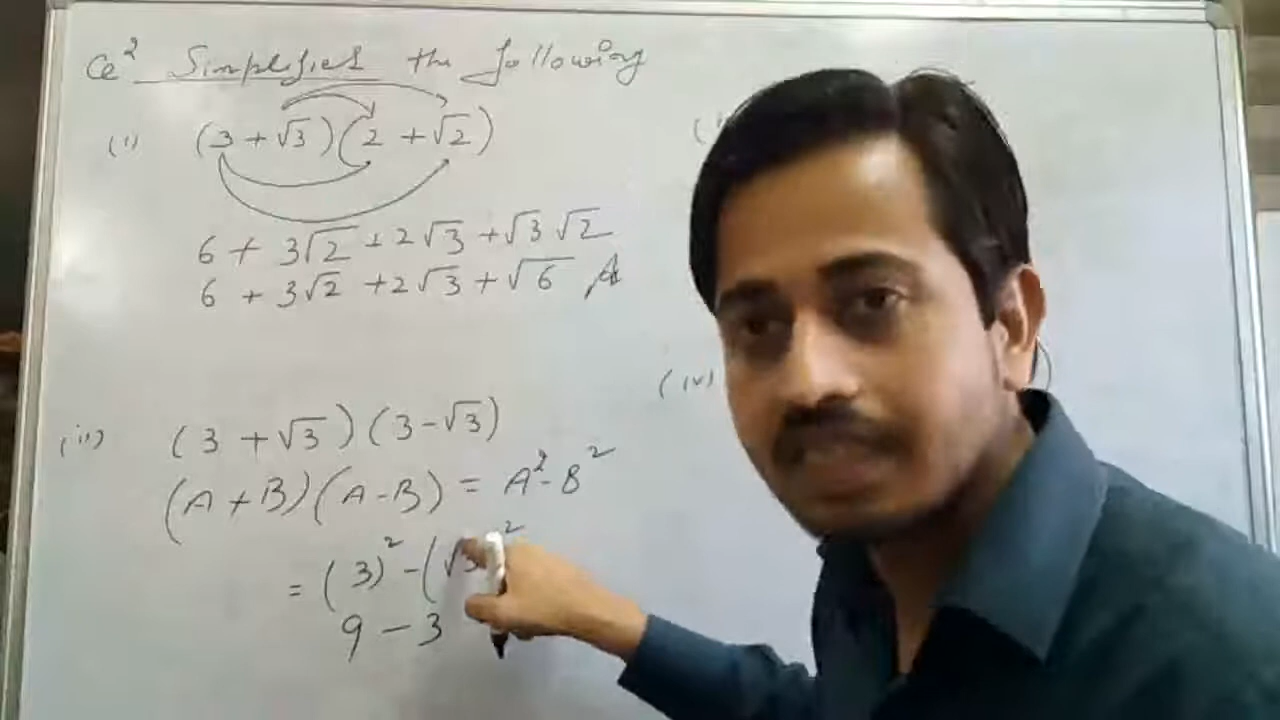 Q2 Simplified the following
(i) (3 + √3)(2 + √2)
6 + 3√2 + 2√3 + √3 √2
6 + 3√2 + 2√3 + √6 A
(ii) (3 + √3)(3 - √3)
(A + B)(A - B) = A² - B²
= (3)² - (√3)²
9 - 3
(iv)